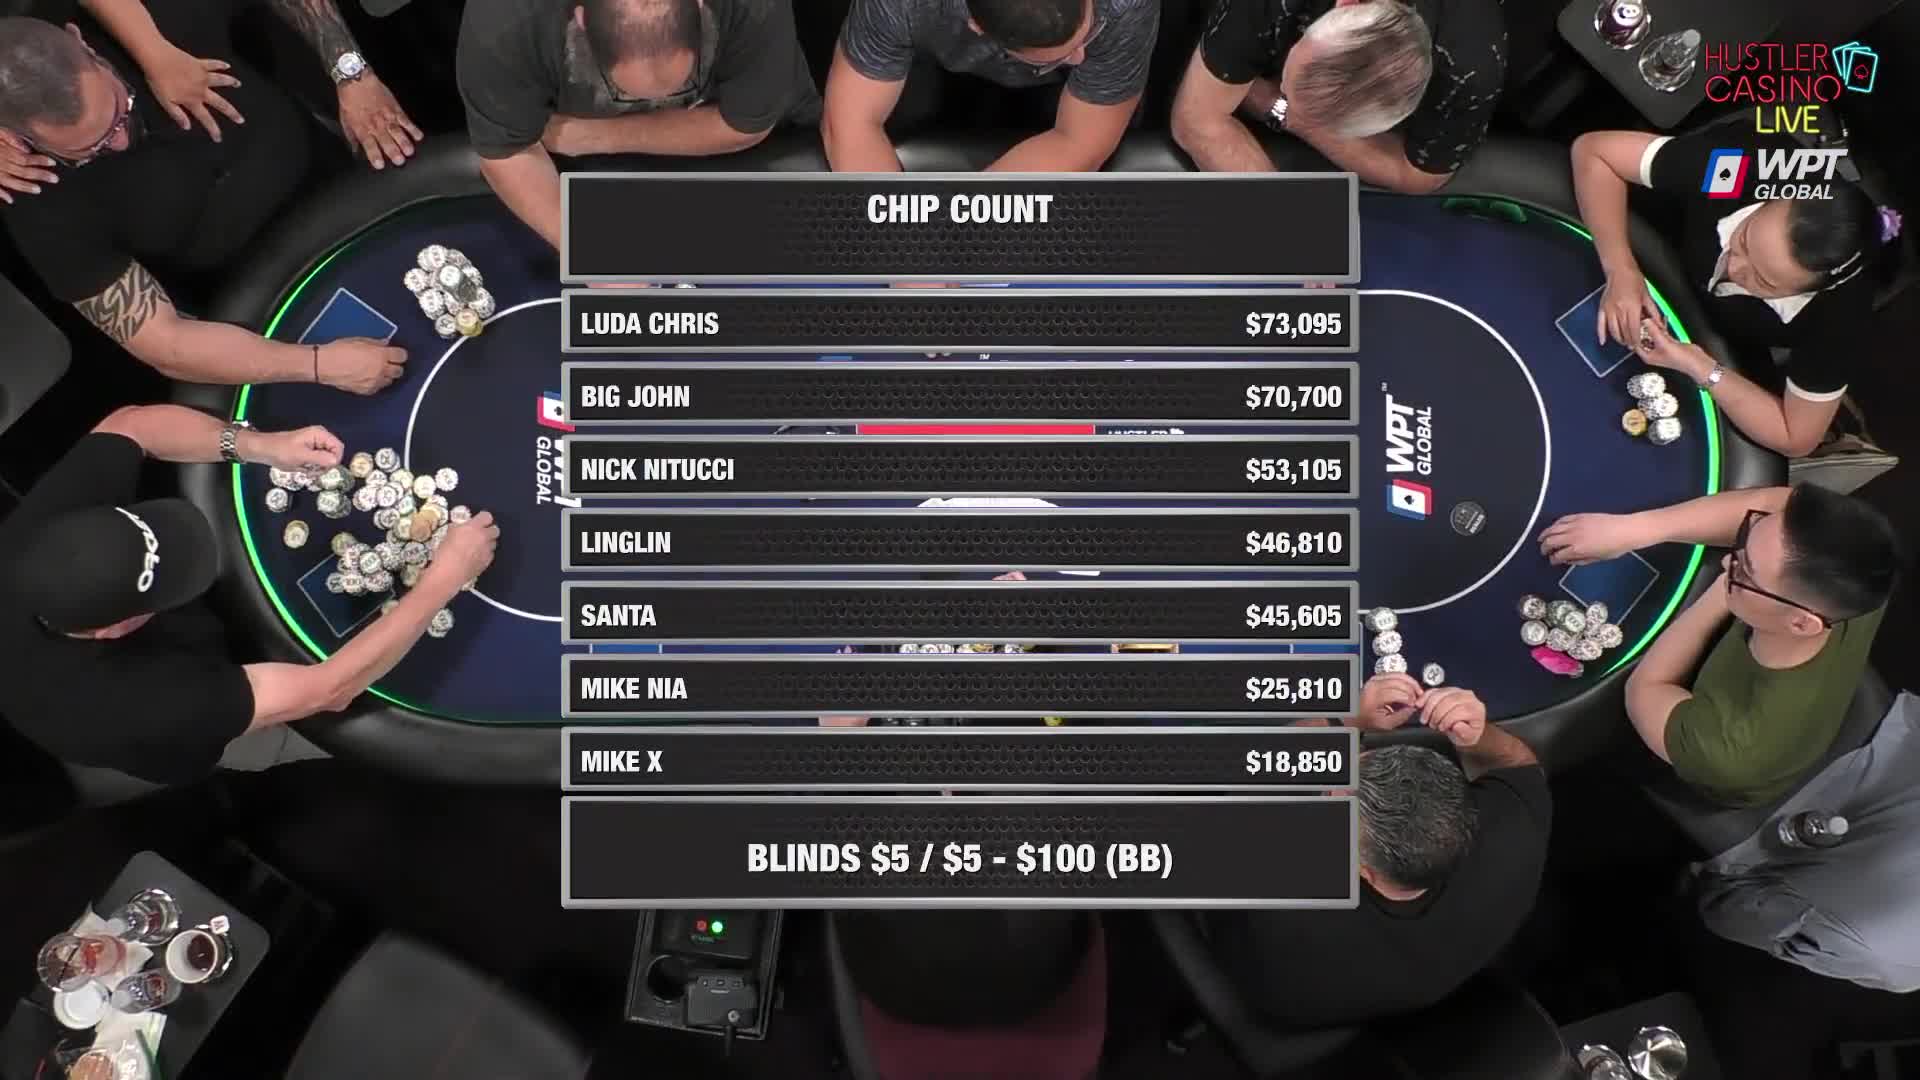 HUSTLER
CASINO
LIVE
WPT
GLOBAL
CHIP COUNT
LUDA CHRIS $73,095
BIG JOHN $70,700
NICK NITUCCI $53,105
LINGLIN $46,810
SANTA $45,605
MIKE NIA $25,810
MIKE X $18,850
BLINDS $5 / $5 - $100 (BB)
WPT
GLOBAL
GLOBAL